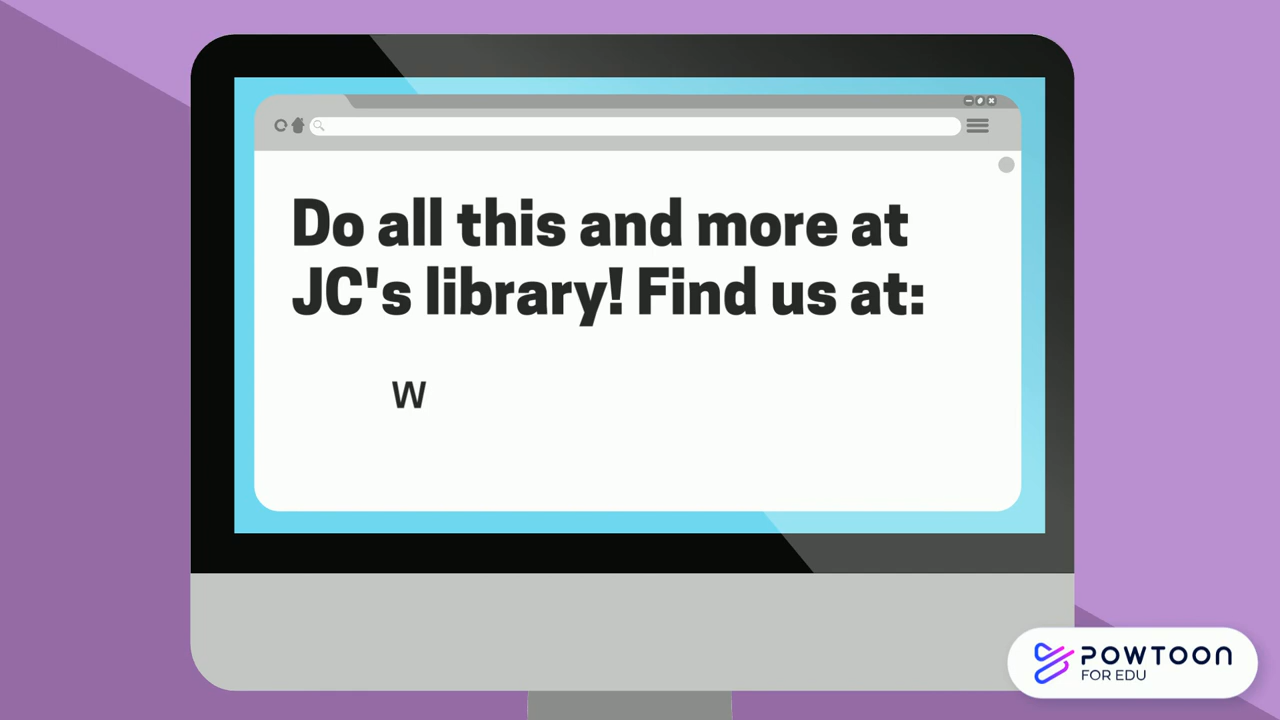 Do all this and more at
JC's library! Find us at:
W
POWTOON
FOR EDU